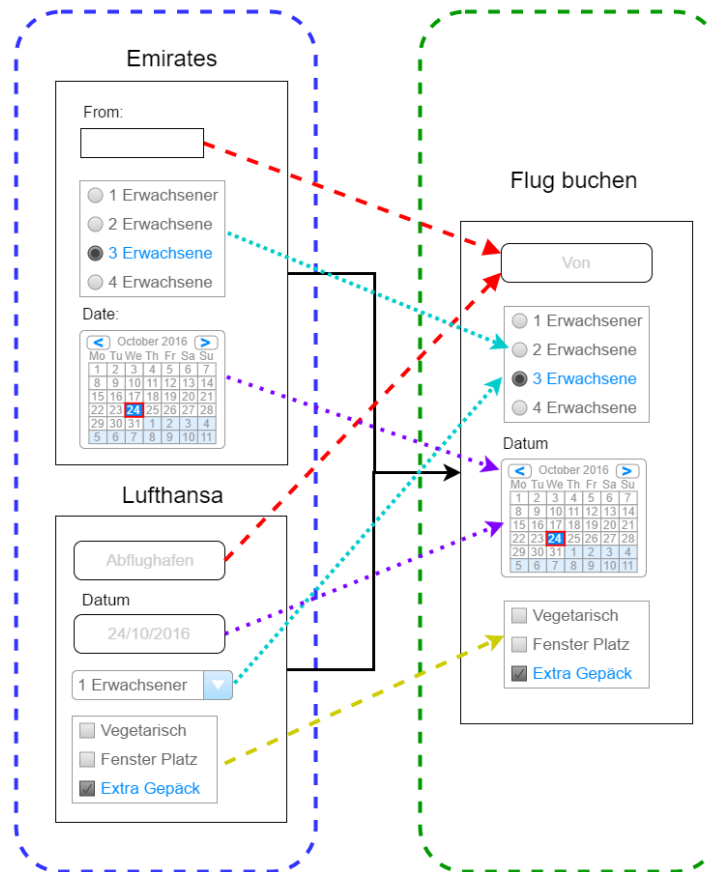 Emirates
From:
1 Erwachsener
2 Erwachsene
3 Erwachsene
4 Erwachsene
Date:
< October 2016 >
Mo Tu We Th Fr Sa Su
1 2 3 4 5 6 7
8 9 10 11 12 13 14
15 16 17 18 19 20 21
22 23 24 25 26 27 28
29 30 31 1 2 3 4
5 6 7 8 9 10 11
Lufthansa
Abflughafen
Datum
24/10/2016
1 Erwachsener
Vegetarisch
Fenster Platz
Extra Gepäck
Flug buchen
Von
1 Erwachsener
2 Erwachsene
3 Erwachsene
4 Erwachsene
Datum
< October 2016 >
Mo Tu We Th Fr Sa Su
1 2 3 4 5 6 7
8 9 10 11 12 13 14
15 16 17 18 19 20 21
22 23 24 25 26 27 28
29 30 31 1 2 3 4
5 6 7 8 9 10 11
Vegetarisch
Fenster Platz
Extra Gepäck